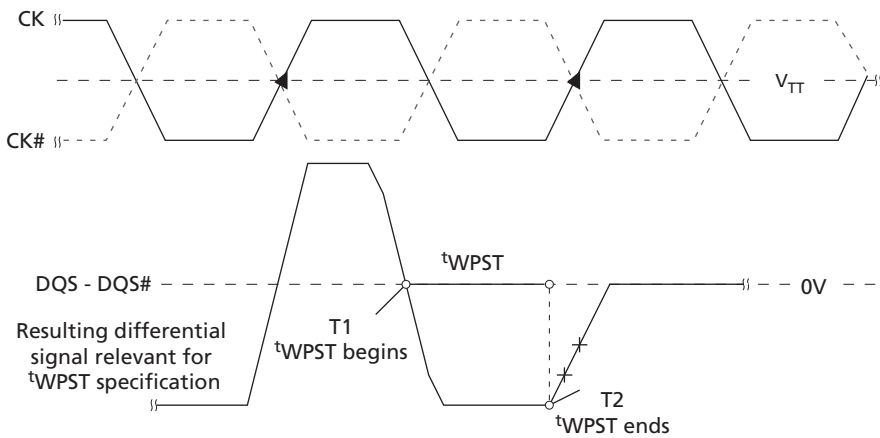 CK
V_TT
CK#
tWPST
DQS - DQS#
0V
T1
tWPST begins
Resulting differential
signal relevant for
tWPST specification
T2
tWPST ends